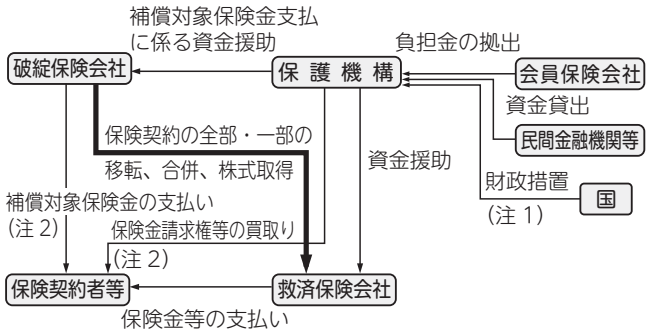 補償対象保険金支払
に係る資金援助
負担金の拠出
破綻保険会社
保護機構
会員保険会社
資金貸出
民間金融機関等
保険契約の全部・一部の
移転、合併、株式取得
資金援助
財政措置
(注1)
国
補償対象保険金の支払い
(注2)
保険金請求権等の買取り
(注2)
保険契約者等
救済保険会社
保険金等の支払い